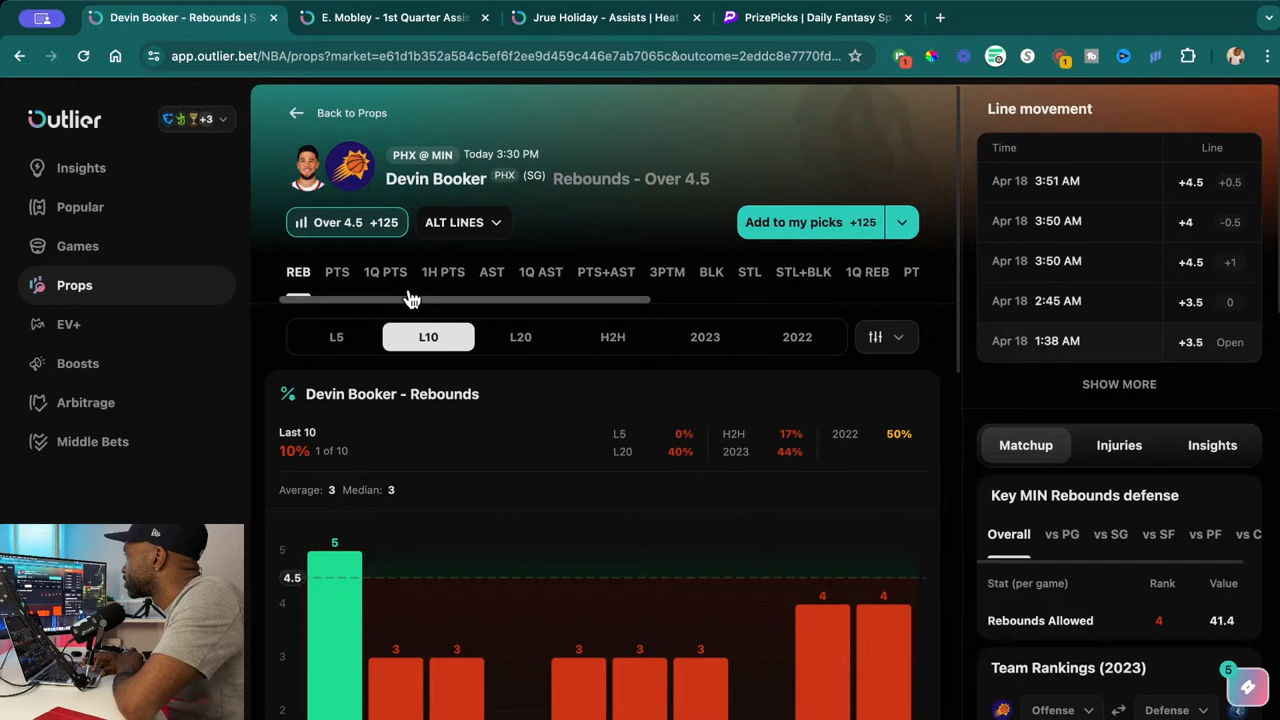 Devin Booker - Rebounds | S
E. Mobley - 1st Quarter Assi
Jrue Holiday - Assists | Heat
PrizePicks | Daily Fantasy Sp
app.outlier.bet/NBA/props?market=e61d1b352a584c5ef6f2ee9d459c446e7ab7065c&outcome=2eddc8e7770fd...
1
1
Outlier
+3
Insights
Popular
Games
Props
EV+
Boosts
Arbitrage
Middle Bets
Back to Props
PHX @ MIN Today 3:30 PM
Devin Booker PHX (SG) Rebounds - Over 4.5
Over 4.5 +125
ALT LINES
Add to my picks +125
REB PTS 1Q PTS 1H PTS AST 1Q AST PTS+AST 3PTM BLK STL STL+BLK 1Q REB PT
L5 L10 L20 H2H 2023 2022
Devin Booker - Rebounds
Last 10
10% 1 of 10
L5 0% H2H 17% 2022 50%
L20 40% 2023 44%
Average: 3 Median: 3
5
5
4.5
4
4 4
3 3 3 3 3
3
2
Line movement
Time Line
Apr 18 3:51 AM +4.5 +0.5
Apr 18 3:50 AM +4 -0.5
Apr 18 3:50 AM +4.5 +1
Apr 18 2:45 AM +3.5 0
Apr 18 1:38 AM +3.5 Open
SHOW MORE
Matchup Injuries Insights
Key MIN Rebounds defense
Overall vs PG vs SG vs SF vs PF vs C
Stat (per game) Rank Value
Rebounds Allowed 4 41.4
Team Rankings (2023)
5
Offense Defense